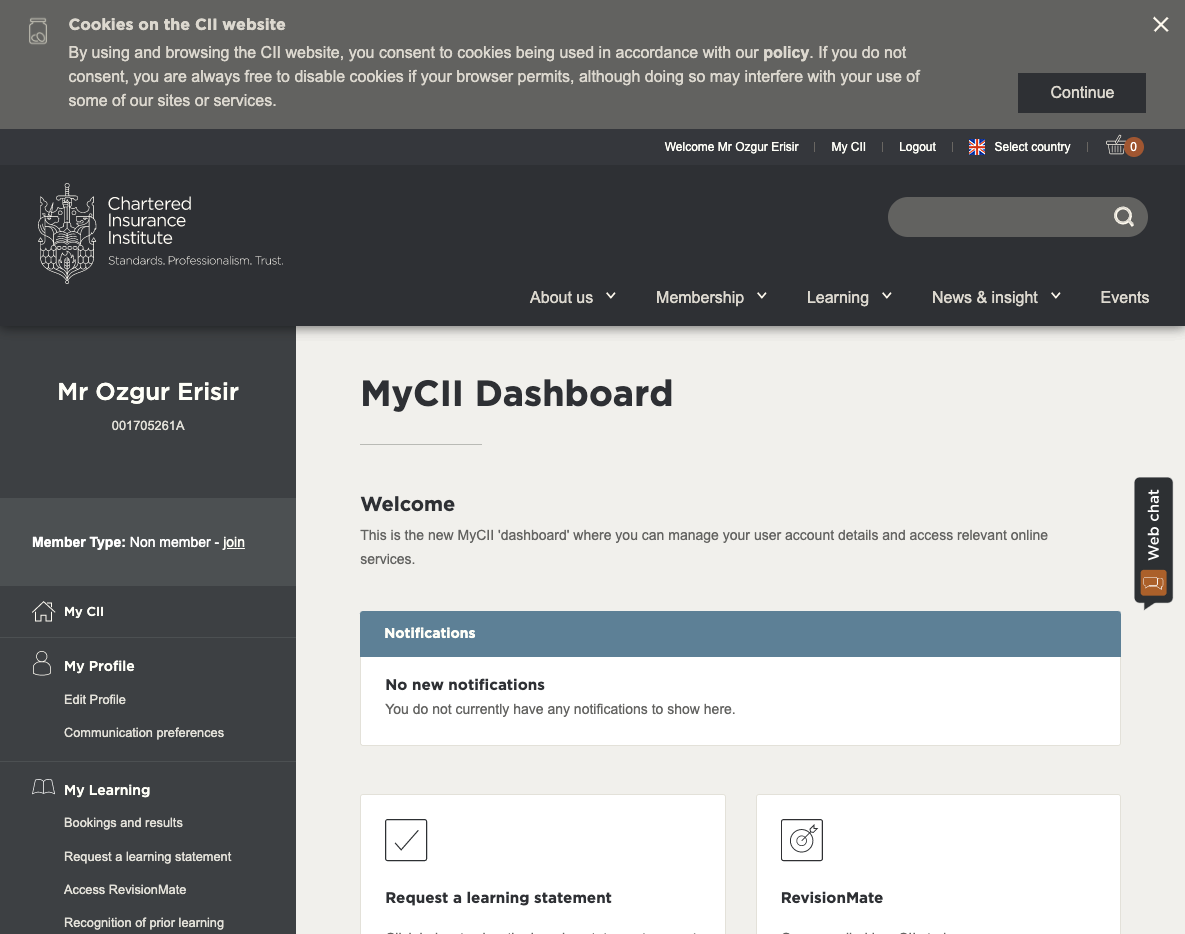 Cookies on the CII website
By using and browsing the CII website, you consent to cookies being used in accordance with our policy. If you do not
consent, you are always free to disable cookies if your browser permits, although doing so may interfere with your use of
some of our sites or services.
Continue
Welcome Mr Ozgur Erisir
My CII
Logout
Select country
0
Chartered
Insurance
Institute
Standards. Professionalism. Trust.
About us
Membership
Learning
News & insight
Events
Mr Ozgur Erisir
001705261A
Member Type: Non member - join
My CII
My Profile
Edit Profile
Communication preferences
My Learning
Bookings and results
Request a learning statement
Access RevisionMate
Recognition of prior learning
MyCII Dashboard
Welcome
This is the new MyCII 'dashboard' where you can manage your user account details and access relevant online
services.
Notifications
No new notifications
You do not currently have any notifications to show here.
Request a learning statement
RevisionMate
Web chat